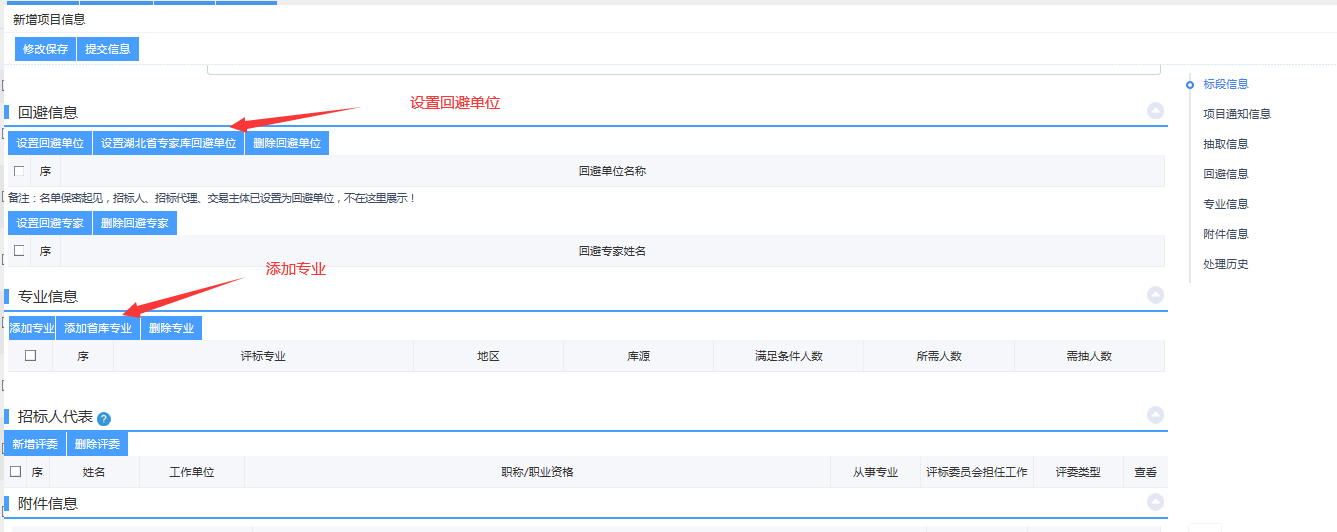 新增项目信息
修改保存 提交信息
标段信息
设置回避单位
回避信息
项目通知信息
设置回避单位 设置湖北省专家库回避单位 删除回避单位
抽取信息
序 回避单位名称
回避信息
备注：名单保密起见，招标人、招标代理、交易主体已设置为回避单位，不在这里展示！
专业信息
设置回避专家 删除回避专家
附件信息
序 回避专家姓名
处理历史
添加专业
专业信息
添加专业 添加省库专业 删除专业
序 评标专业 地区 库源 满足条件人数 所需人数 需抽人数
招标人代表 ?
新增评委 删除评委
序 姓名 工作单位 职称/职业资格 从事专业 评标委员会担任工作 评委类型 查看
附件信息